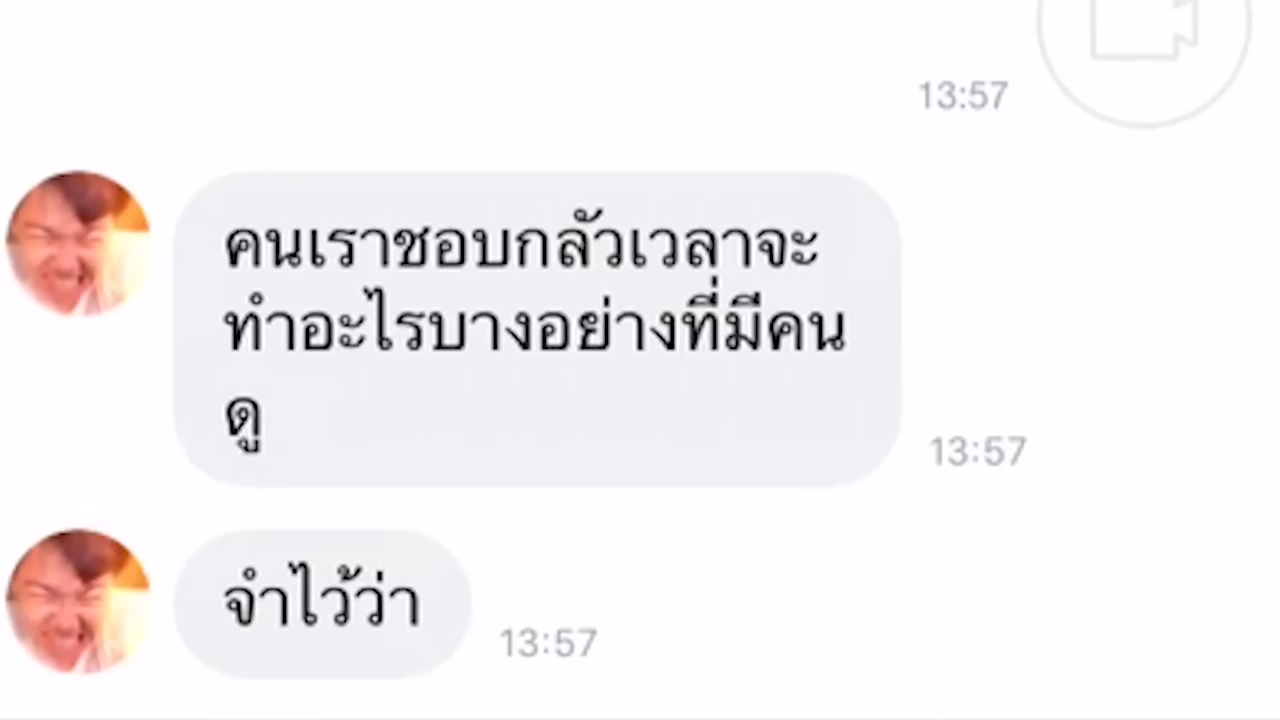 13:57
คนเราชอบกลัวเวลาจะ
ทำอะไรบางอย่างที่มีคน
ดู
13:57
จำไว้ว่า
13:57